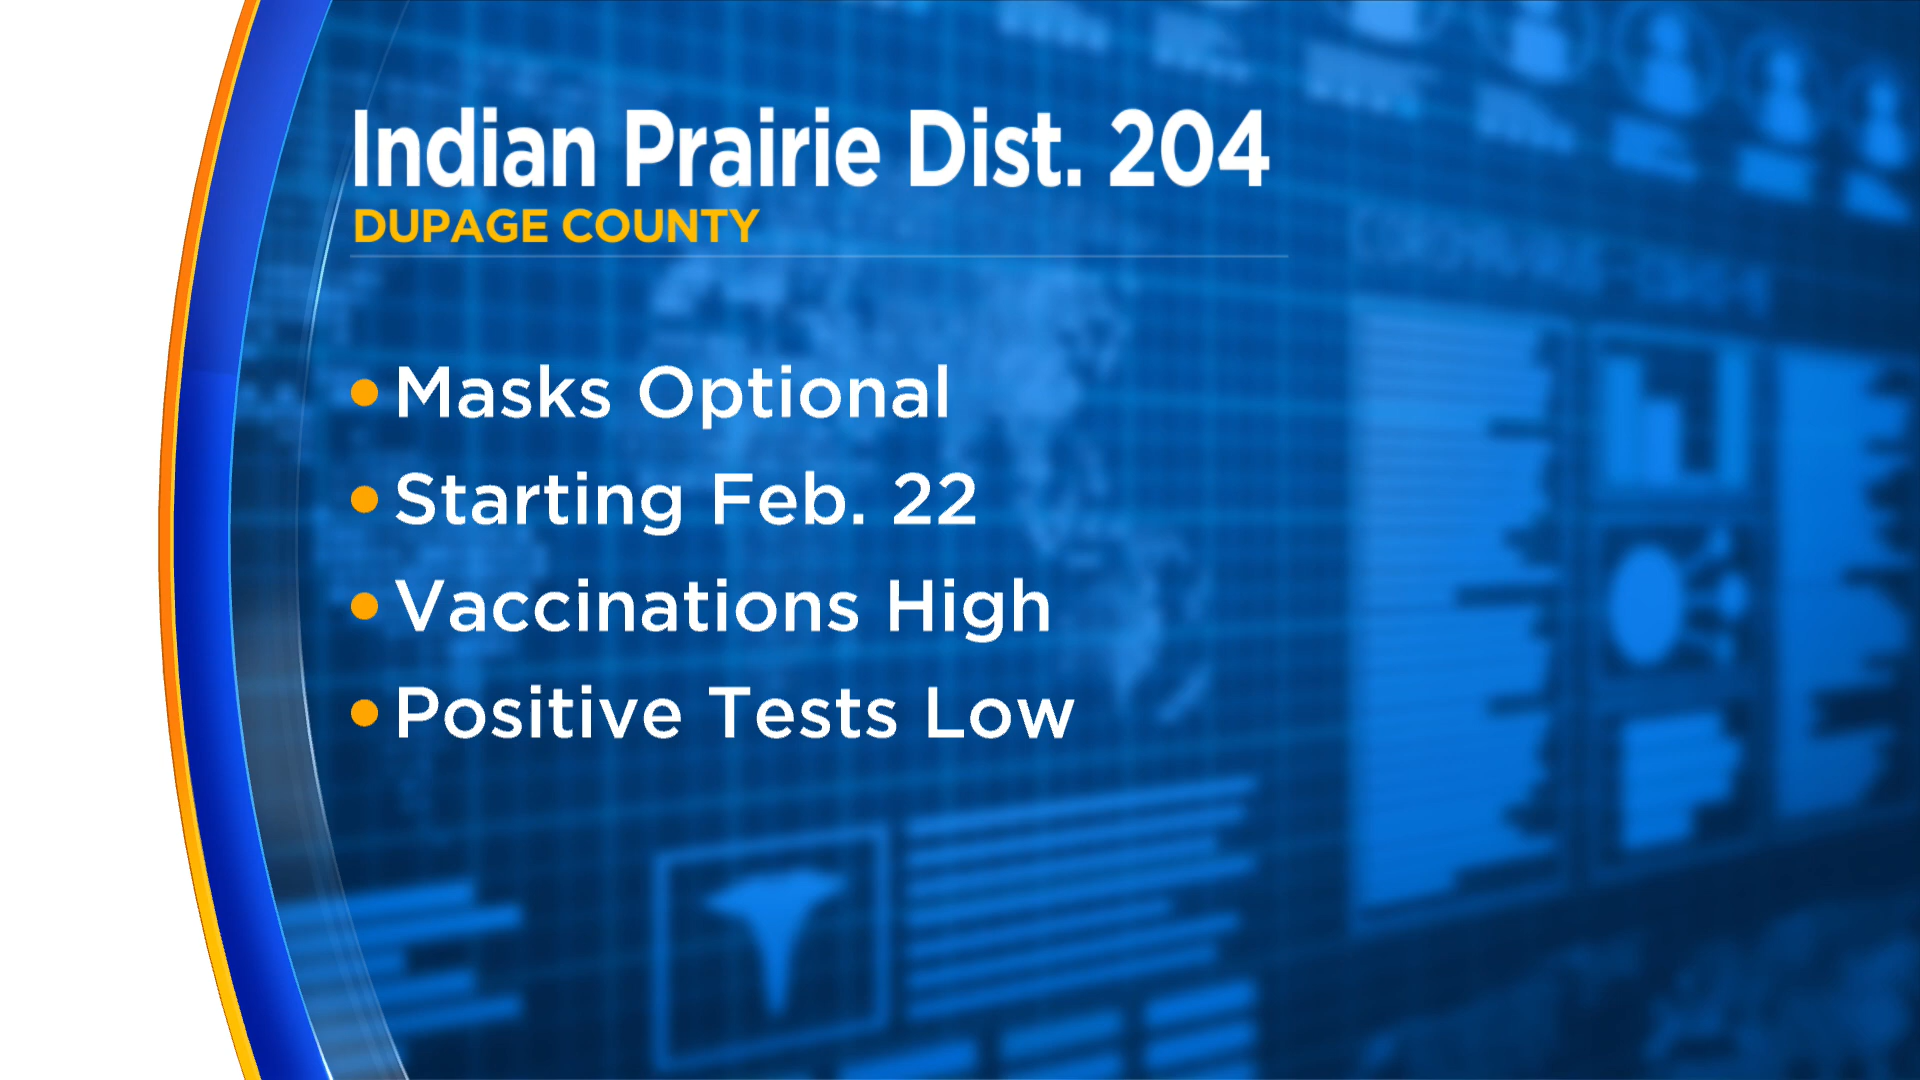 Indian Prairie Dist. 204
DUPAGE COUNTY
Masks Optional
Starting Feb. 22
Vaccinations High
Positive Tests Low